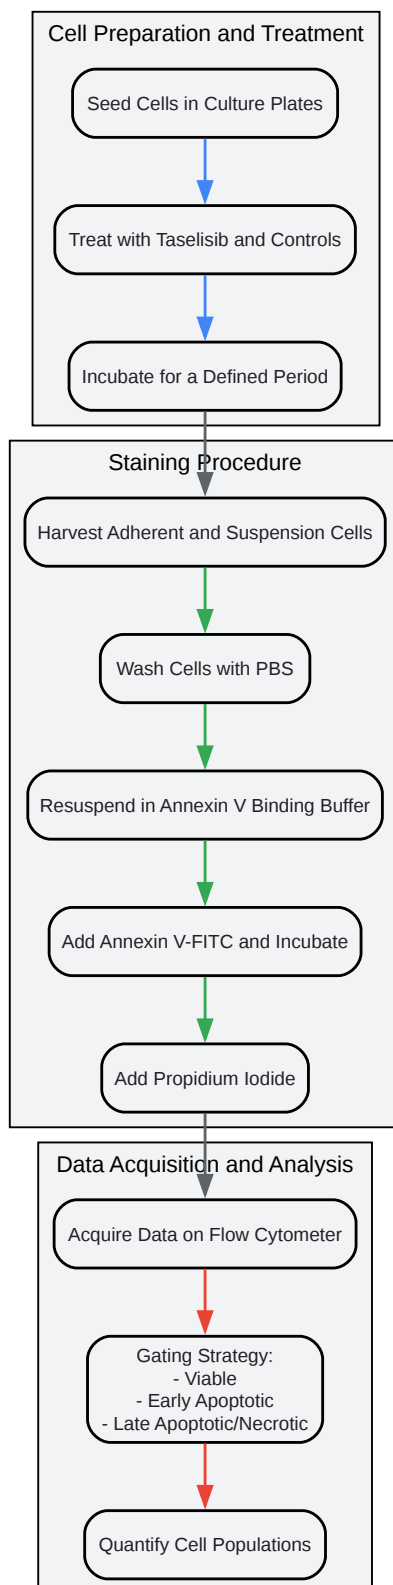 Cell Preparation and Treatment
Seed Cells in Culture Plates
Treat with Taselisib and Controls
Incubate for a Defined Period
Staining Procedure
Harvest Adherent and Suspension Cells
Wash Cells with PBS
Resuspend in Annexin V Binding Buffer
Add Annexin V-FITC and Incubate
Add Propidium Iodide
Data Acquisition and Analysis
Acquire Data on Flow Cytometer
Gating Strategy:
- Viable
- Early Apoptotic
- Late Apoptotic/Necrotic
Quantify Cell Populations